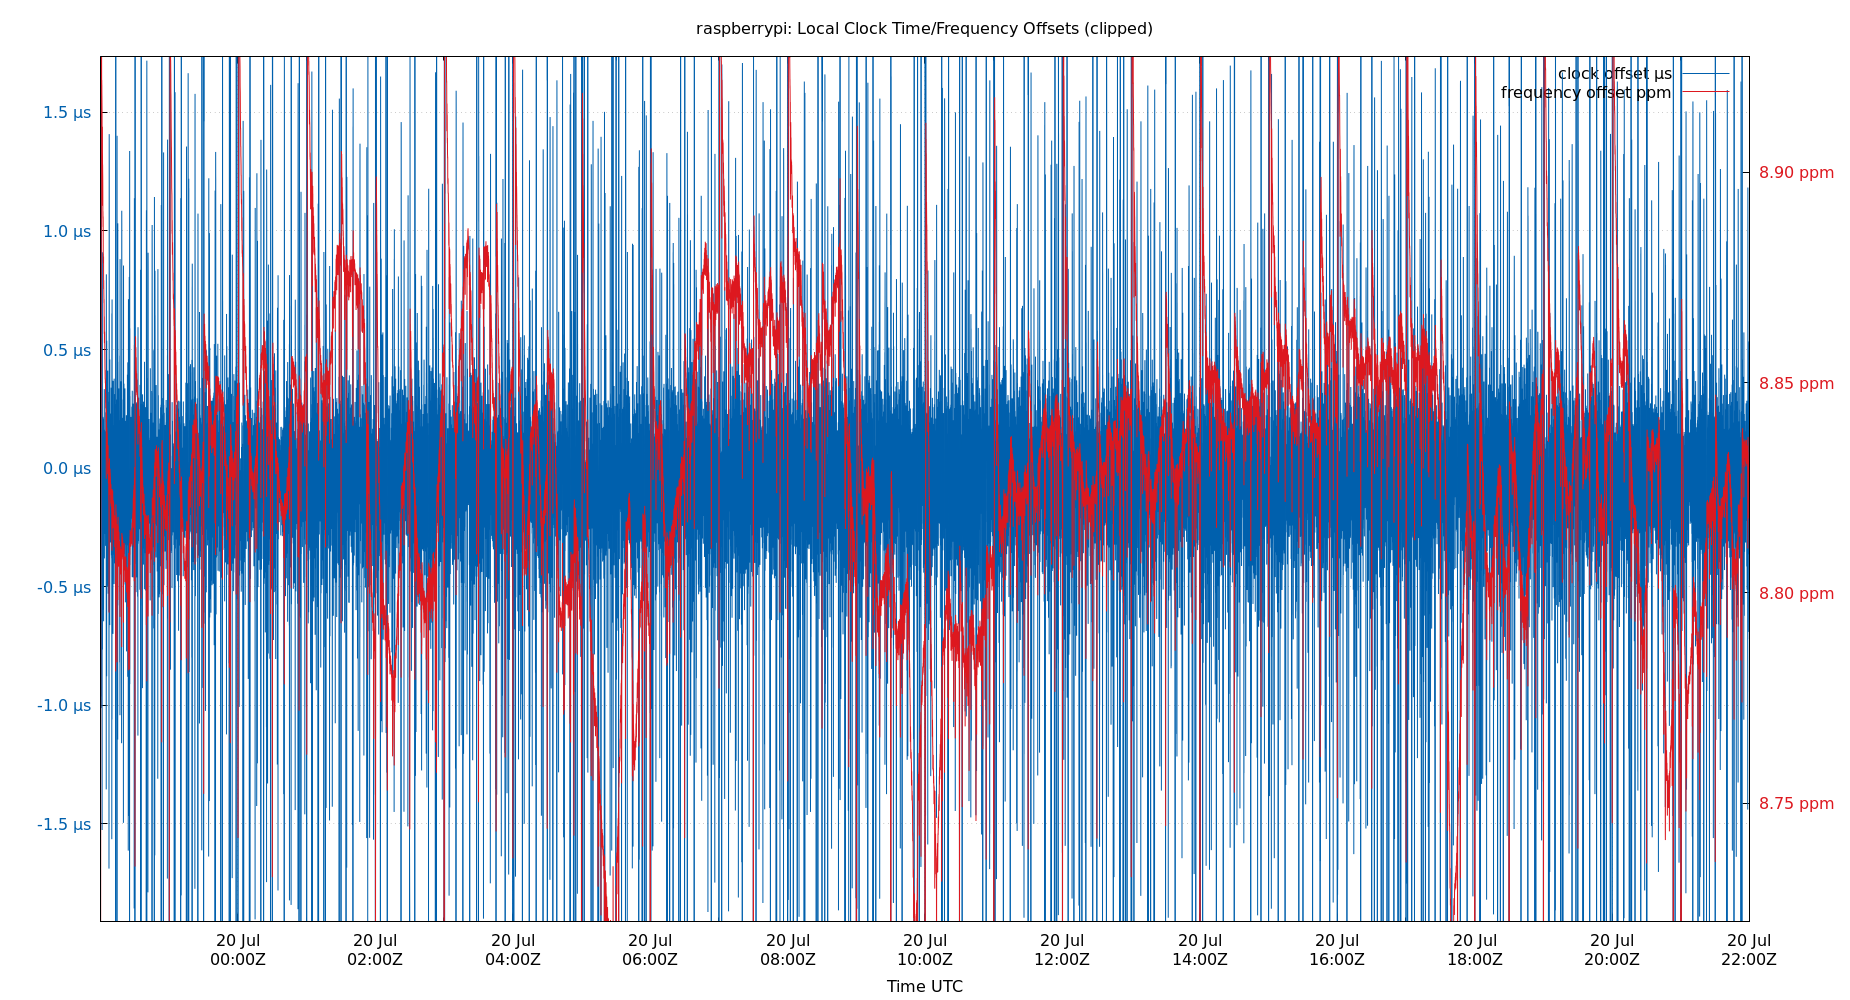 raspberrypi: Local Clock Time/Frequency Offsets (clipped)
clock offset µs
frequency offset ppm
1.5 µs
1.0 µs
0.5 µs
0.0 µs
-0.5 µs
-1.0 µs
-1.5 µs
8.90 ppm
8.85 ppm
8.80 ppm
8.75 ppm
20 Jul 20 Jul 20 Jul 20 Jul 20 Jul 20 Jul 20 Jul 20 Jul 20 Jul 20 Jul 20 Jul 20 Jul
00:00Z 02:00Z 04:00Z 06:00Z 08:00Z 10:00Z 12:00Z 14:00Z 16:00Z 18:00Z 20:00Z 22:00Z
Time UTC